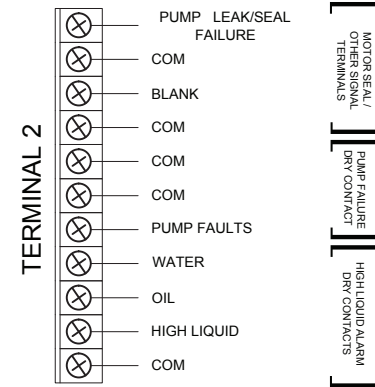 TERMINAL 2
PUMP LEAK/SEAL
FAILURE
COM
BLANK
COM
COM
COM
PUMP FAULTS
WATER
OIL
HIGH LIQUID
COM
MOTOR SEAL /
OTHER SIGNAL
TERMINALS
PUMP FAILURE
DRY CONTACT
HIGH LIQUID ALARM
DRY CONTACTS